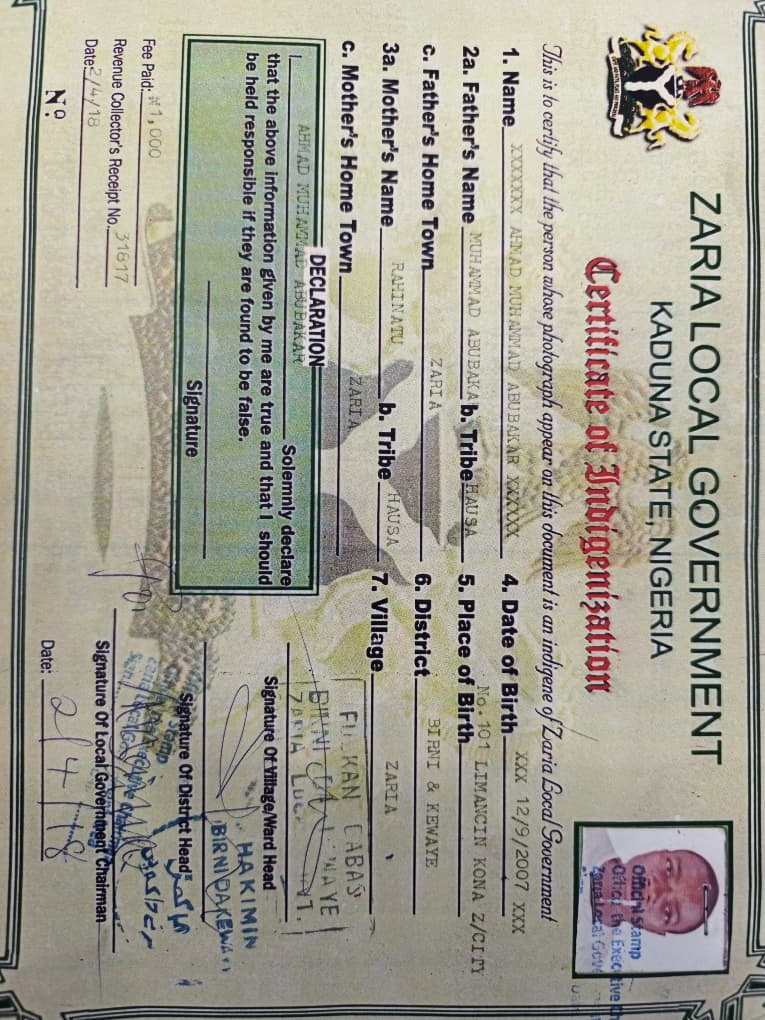 ZARIA LOCAL GOVERNMENT
KADUNA STATE, NIGERIA
Certificate of Indigenization
This is to certify that the person whose photograph appear on this document is an indigene of Zaria Local Government
1. Name XXXXXXX AHMAD MUHAMMAD ABUBAKAR XXXXXX
2a. Father's Name MUHAMMAD ABUBAKA b. Tribe HAUSA
c. Father's Home Town ZARIA
3a. Mother's Name RAHINATU b. Tribe HAUSA
c. Mother's Home Town ZARIA
4. Date of Birth XXX 12/9/2007 XXX
5. Place of Birth No.101 LIMANCIN KONA Z/CITY
6. District BIRNI & KEWAYE
7. Village ZARIA
DECLARATION
I AHMAD MUHAMMAD ABUBAKAR Solemnly declare
that the above information given by me are true and that I should
be held responsible if they are found to be false.
Signature
Fee Paid: ₦1,000
Revenue Collector's Receipt No. 31817
Date: 2/4/18
Nº
Signature Of Village/Ward Head
HAKIMIN
Signature Of District Head
Signature Of Local Government Chairman
Date: 2/4/18
Official Stamp